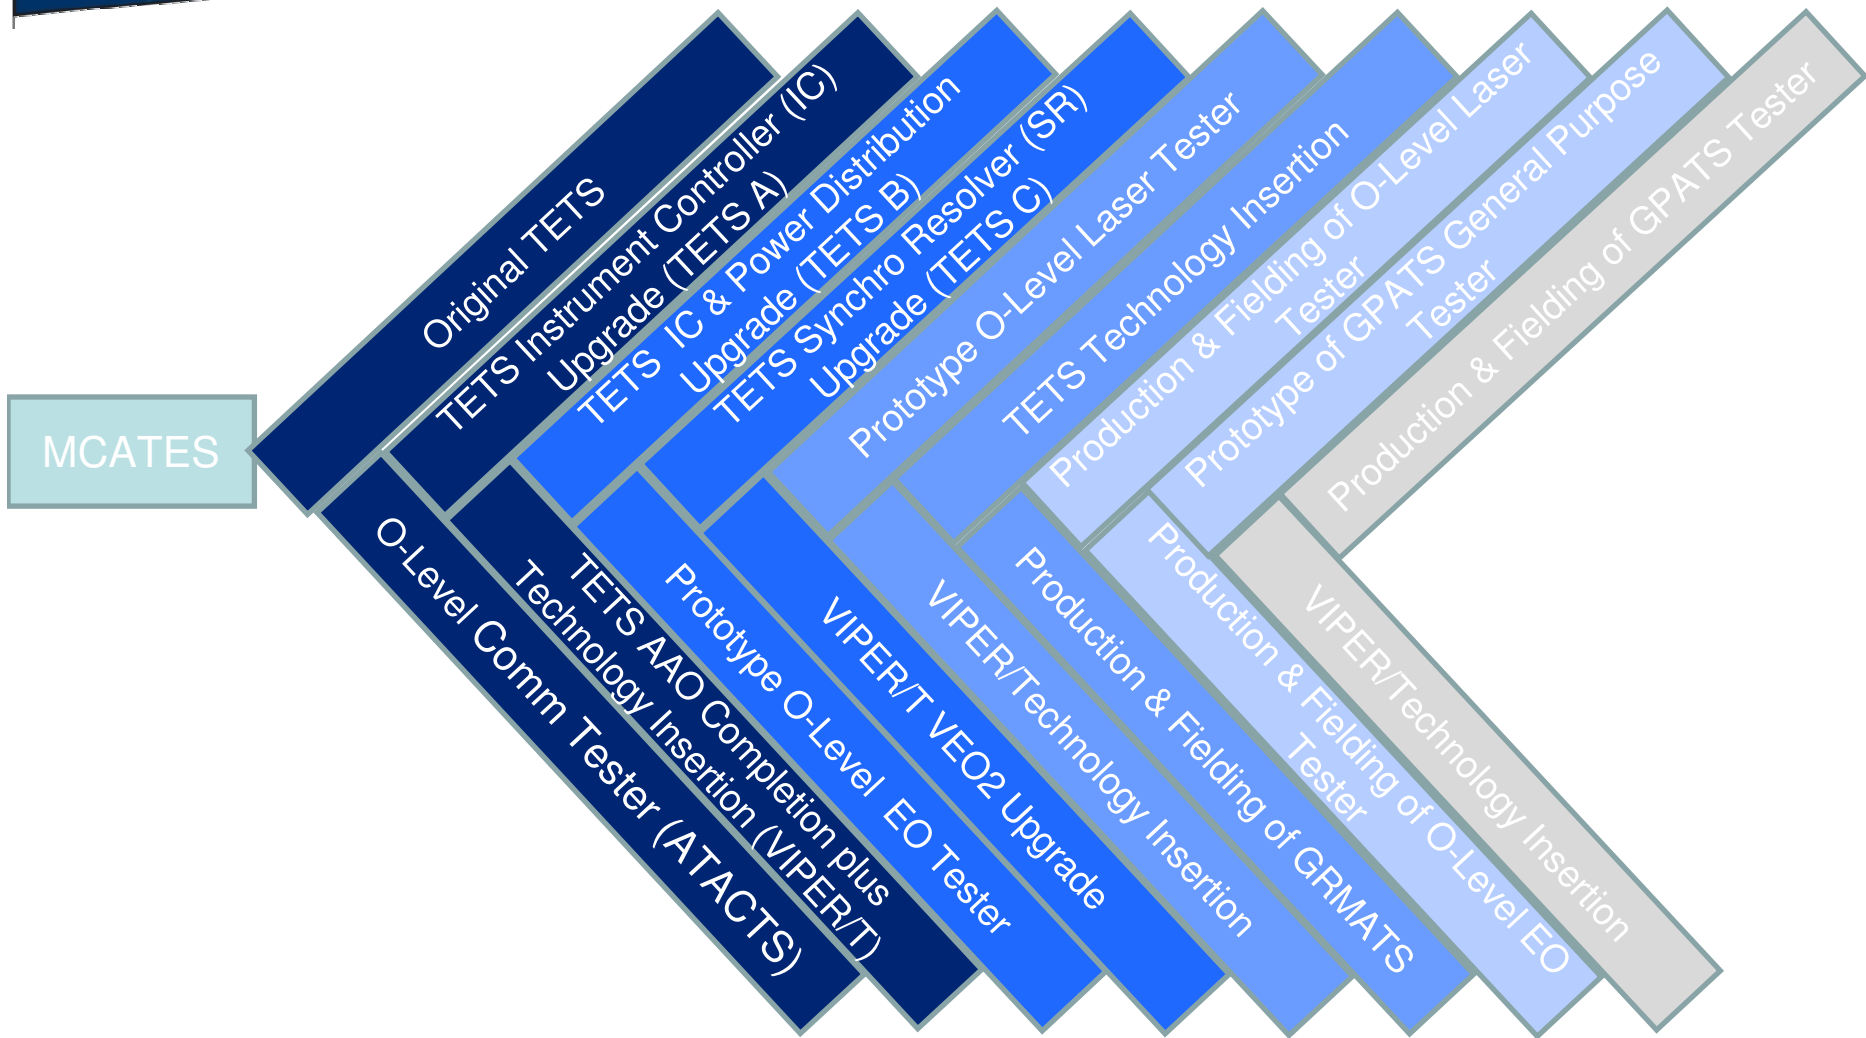 MCATES
Original TETS
TETS Instrument Controller (IC)
Upgrade (TETS A)
TETS IC & Power Distribution
Upgrade (TETS B)
TETS Synchro Resolver (SR)
Upgrade (TETS C)
Prototype O-Level Laser Tester
TETS Technology Insertion
Production & Fielding of O-Level Laser
Tester
Prototype of GPATS General Purpose
Tester
Production & Fielding of GPATS Tester
O-Level Comm Tester (ATACTS)
TETS AAO Completion plus
Technology Insertion (VIPER/T)
Prototype O-Level EO Tester
VIPER/T VEO2 Upgrade
VIPER/Technology Insertion
Production & Fielding of GRMATS
Production & Fielding of O-Level EO
Tester
VIPER/Technology Insertion